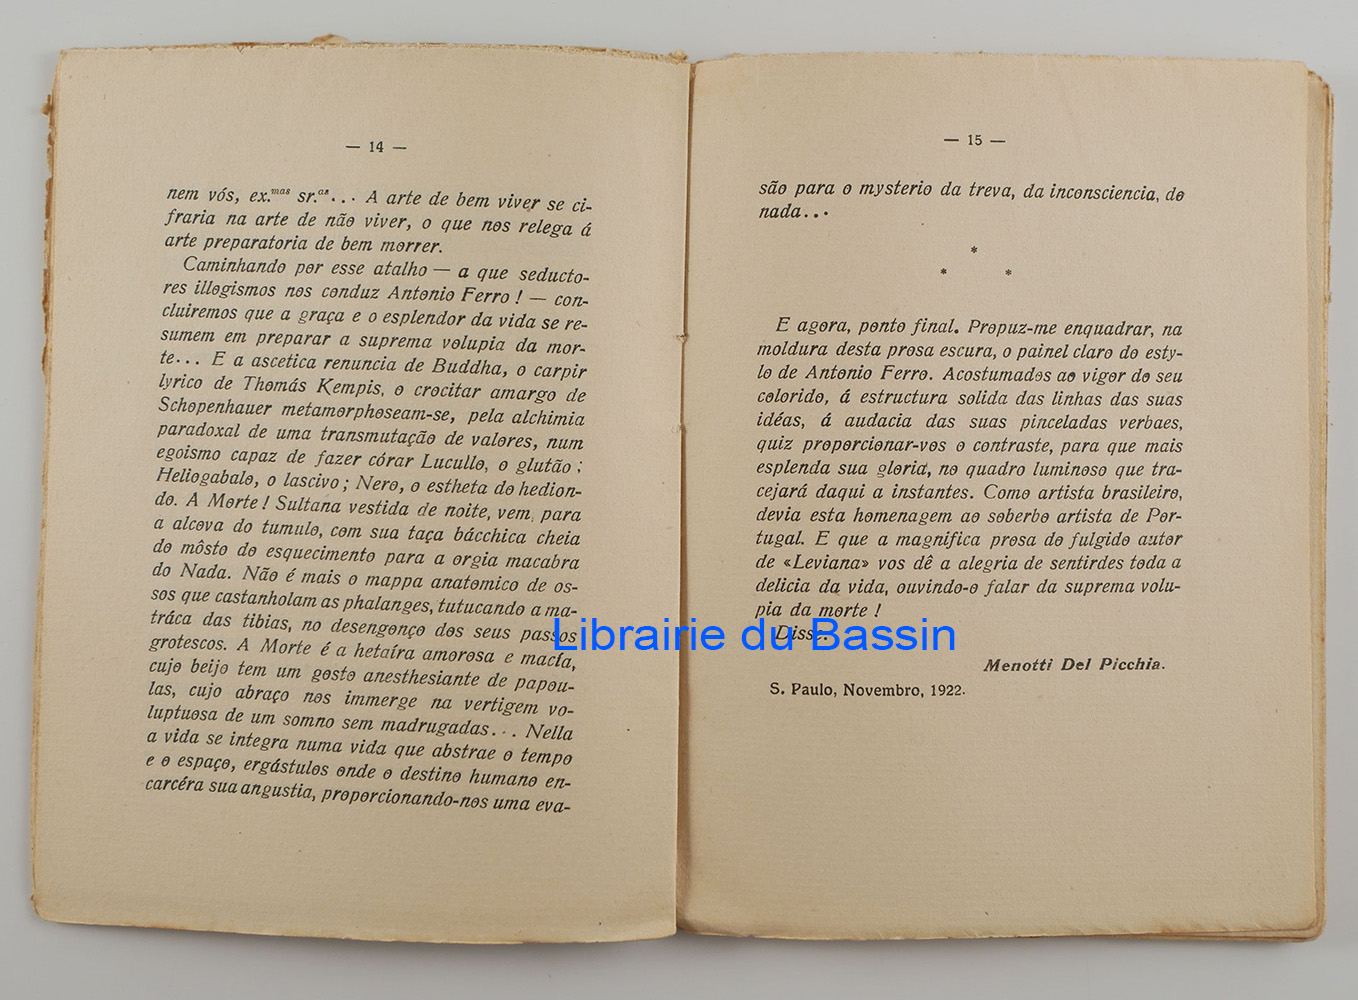 — 14 —
nem vós, ex.mas sr.as... A arte de bem viver se ci-
fraria na arte de não viver, o que nos relega á
arte preparatoria de bem morrer.
Caminhando por esse atalho — a que seducto-
res illogismos nos conduz Antonio Ferro ! — con-
cluiremos que a graça e o esplendor da vida se re-
sumem em preparar a suprema volupia da mor-
te... E a ascetica renuncia de Buddha, o carpir
lyrico de Thomás Kempis, o crocitar amargo de
Schopenhauer metamorphoseam-se, pela alchimia
paradoxal de uma transmutação de valores, num
egoismo capaz de fazer córar Lucullo, o glutão ;
Heliogabalo, o lascivo ; Nero, o estheta do hedion-
do. A Morte ! Sultana vestida de noite, vem, para
a alcova do tumulo, com sua taça bácchica cheia
do môsto do esquecimento para a orgia macabra
do Nada. Não é mais o mappa anatomico de os-
sos que castanholam as phalanges, tutucando a ma-
tráca das tibias, no desengonço dos seus passos
grotescos. A Morte é a hetaíra amorosa e macía,
cujo beijo tem um gosto anesthesiante de papou-
las, cujo abraço nos immerge na vertigem vo-
luptuosa de um somno sem madrugadas... Nella
a vida se integra numa vida que abstrae o tempo
e o espaço, ergástulos onde o destino humano en-
carcéra sua angustia, proporcionando-nos uma eva-
— 15 —
são para o mysterio da treva, da inconsciencia, do
nada...
*
* *
E agora, ponto final. Propuz-me enquadrar, na
moldura desta prosa escura, o painel claro do esty-
lo de Antonio Ferro. Acostumados ao vigor do seu
colorido, á estructura solida das linhas das suas
idéas, á audacia das suas pinceladas verbaes,
quiz proporcionar-vos o contraste, para que mais
esplenda sua gloria, no quadro luminoso que tra-
cejará daqui a instantes. Como artista brasileiro,
devia esta homenagem ao soberbo artista de Por-
tugal. E que a magnifica prosa do fulgido autor
de «Leviana» vos dê a alegria de sentirdes toda a
delicia da vida, ouvindo-o falar da suprema volu-
pia da morte !
Disse.
Menotti Del Picchia.
S. Paulo, Novembro, 1922.
Librairie du Bassin